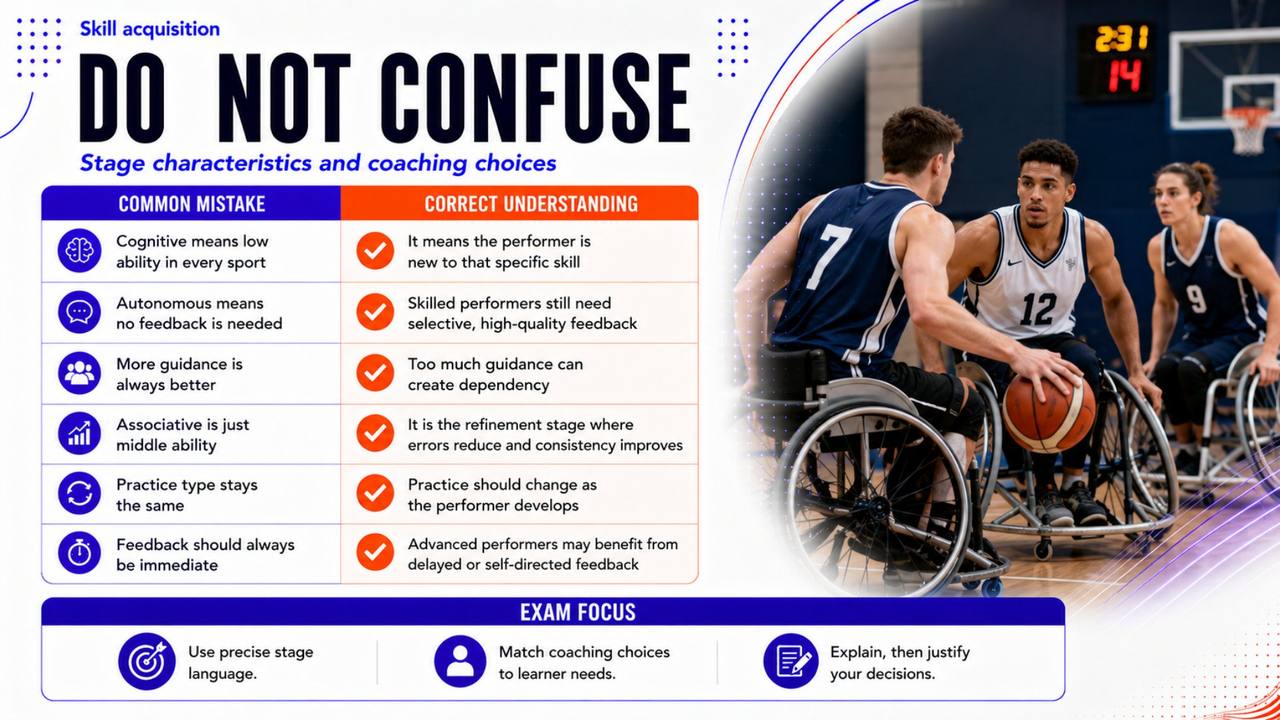 Skill acquisition
DO NOT CONFUSE
Stage characteristics and coaching choices
COMMON MISTAKE
CORRECT UNDERSTANDING
Cognitive means low
ability in every sport
It means the performer is
new to that specific skill
Autonomous means
no feedback is needed
Skilled performers still need
selective, high-quality feedback
More guidance is
always better
Too much guidance can
create dependency
Associative is just
middle ability
It is the refinement stage where
errors reduce and consistency improves
Practice type stays
the same
Practice should change as
the performer develops
Feedback should always
be immediate
Advanced performers may benefit from
delayed or self-directed feedback
EXAM FOCUS
Use precise stage
language.
Match coaching choices
to learner needs.
Explain, then justify
your decisions.
2:31
14
7
12
9